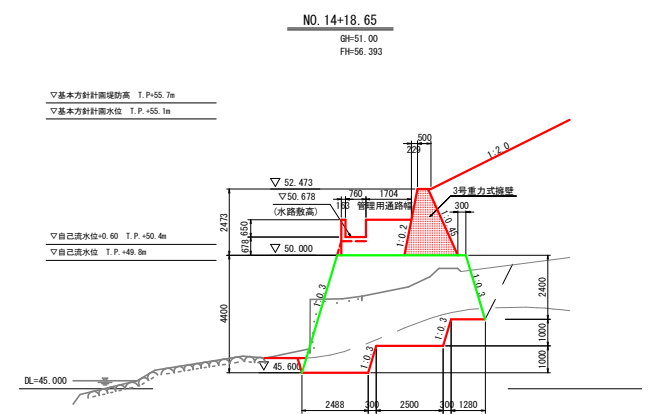 NO. 14+18.65
GH=51.00
FH=56.393
▽基本方針計画堤防高 T.P+55.7m
▽基本方針計画水位 T.P.+55.1m
500
220
1:2.0
▽ 52.473
760
1704
3号重力式擁壁
▽50.678
(水路敷高)
153
管理用通路幅
300
2473
650
678
1:0.2
1:0.45
▽自己流水位+0.60 T.P.+50.4m
▽自己流水位 T.P.+49.8m
▽ 50.000
4400
1:0.3
1:0.3
2400
1:0.3
1:0.3
1000
1000
▽ 45.600
DL=45.000
2488
300
2500
300
1280